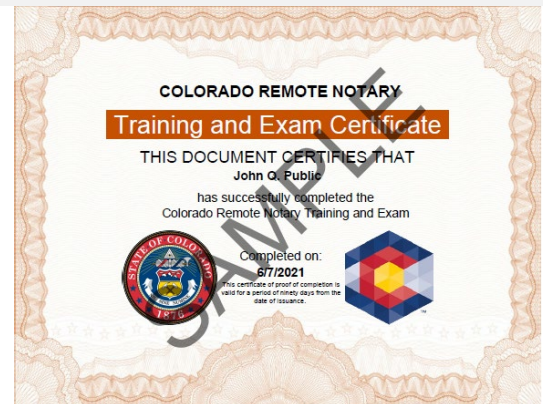 COLORADO REMOTE NOTARY
Training and Exam Certificate
THIS DOCUMENT CERTIFIES THAT
John Q. Public
has successfully completed the
Colorado Remote Notary Training and Exam
Completed on:
6/7/2021
This certificate of proof of completion is
valid for a period of ninety days from the
date of issuance.
STATE OF COLORADO
1876
SAMPLE
TM